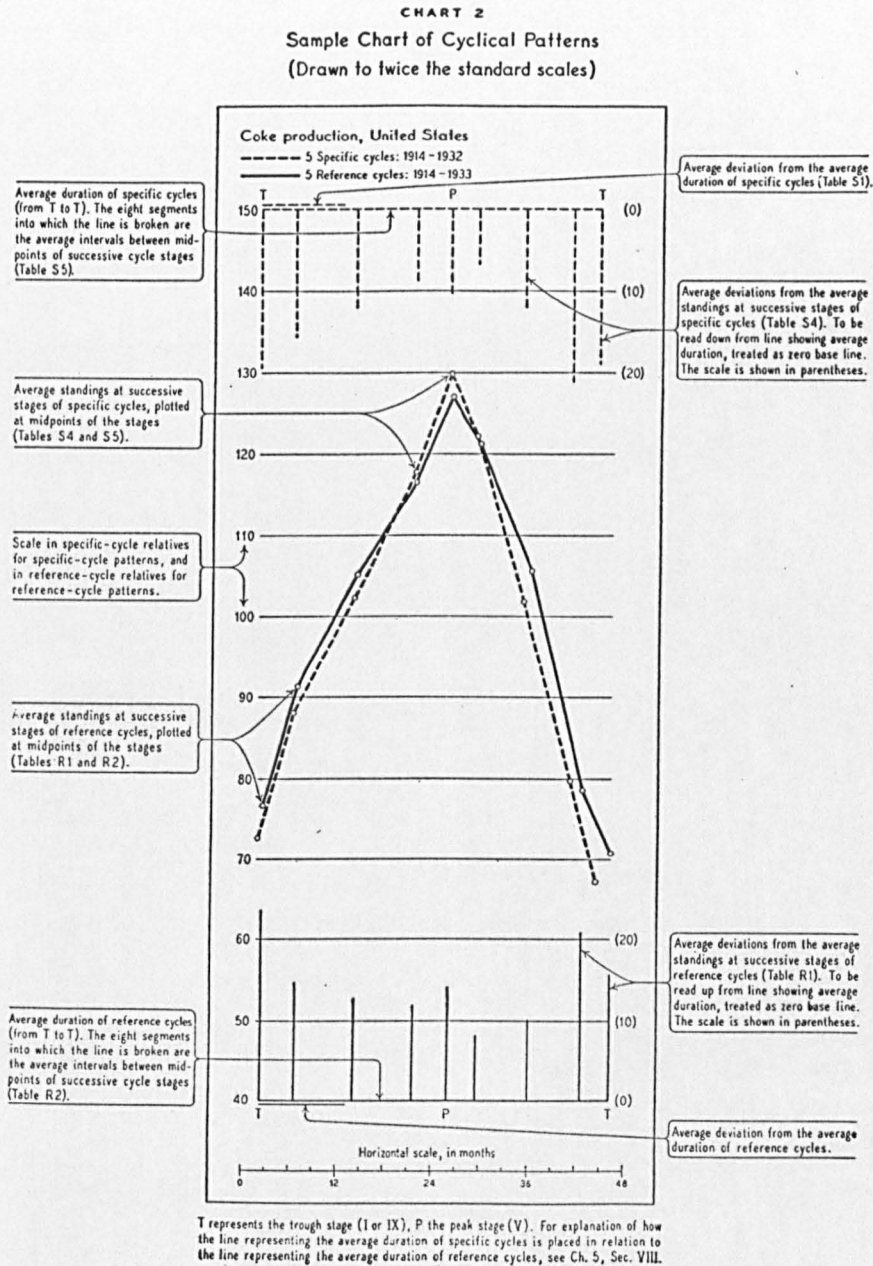 CHART 2
Sample Chart of Cyclical Patterns
(Drawn to twice the standard scales)
Coke production, United States
5 Specific cycles: 1914-1932
5 Reference cycles: 1914-1933
Average duration of specific cycles
(from T to T). The eight segments
into which the line is broken are
the average intervals between mid-
points of successive cycle stages
(Table S5).
Average deviation from the average
duration of specific cycles (Table S1).
T P T
150 (0)
140 (10)
130 (20)
120
110
100
90
80
70
60 (20)
50 (10)
40 (0)
T P T
Average deviations from the average
standings at successive stages of
specific cycles (Table S4). To be
read down from line showing average
duration, treated as zero base line.
The scale is shown in parentheses.
Average standings at successive
stages of specific cycles, plotted
at midpoints of the stages
(Tables S4 and S5).
Scale in specific-cycle relatives
for specific-cycle patterns, and
in reference-cycle relatives for
reference-cycle patterns.
Average standings at successive
stages of reference cycles, plotted
at midpoints of the stages
(Tables R1 and R2).
Average deviations from the average
standings at successive stages of
reference cycles (Table R1). To be
read up from line showing average
duration, treated as zero base line.
The scale is shown in parentheses.
Average duration of reference cycles
(from T to T). The eight segments
into which the line is broken are
the average intervals between mid-
points of successive cycle stages
(Table R2).
Average deviation from the average
duration of reference cycles.
Horizontal scale, in months
0 12 24 36 48
T represents the trough stage (I or IX), P the peak stage (V). For explanation of how
the line representing the average duration of specific cycles is placed in relation to
the line representing the average duration of reference cycles, see Ch. 5, Sec. VIII.